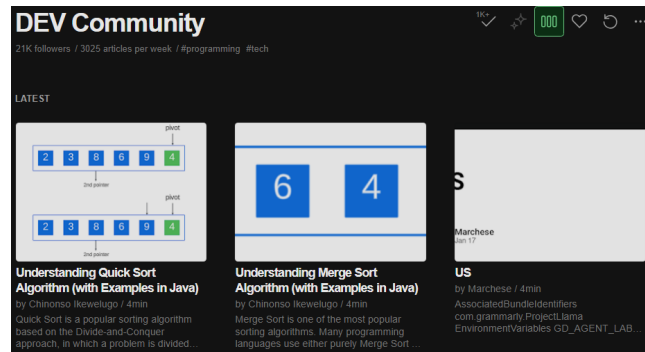 DEV Community
1K+
21K followers / 3025 articles per week / #programming #tech
LATEST
pivot
2 3 8 6 9 4
2nd pointer
pivot
2 3 8 6 9 4
2nd pointer
Understanding Quick Sort
Algorithm (with Examples in Java)
by Chinonso Ikewelugo / 4min
Quick Sort is a popular sorting algorithm
based on the Divide-and-Conquer
approach, in which a problem is divided…
6 4
Understanding Merge Sort
Algorithm (with Examples in Java)
by Chinonso Ikewelugo / 4min
Merge Sort is one of the most popular
sorting algorithms. Many programming
languages use either purely Merge Sort …
s
Marchese
Jan 17
US
by Marchese / 4min
AssociatedBundleIdentifiers
com.grammarly.ProjectLlama
EnvironmentVariables GD_AGENT_LAB…